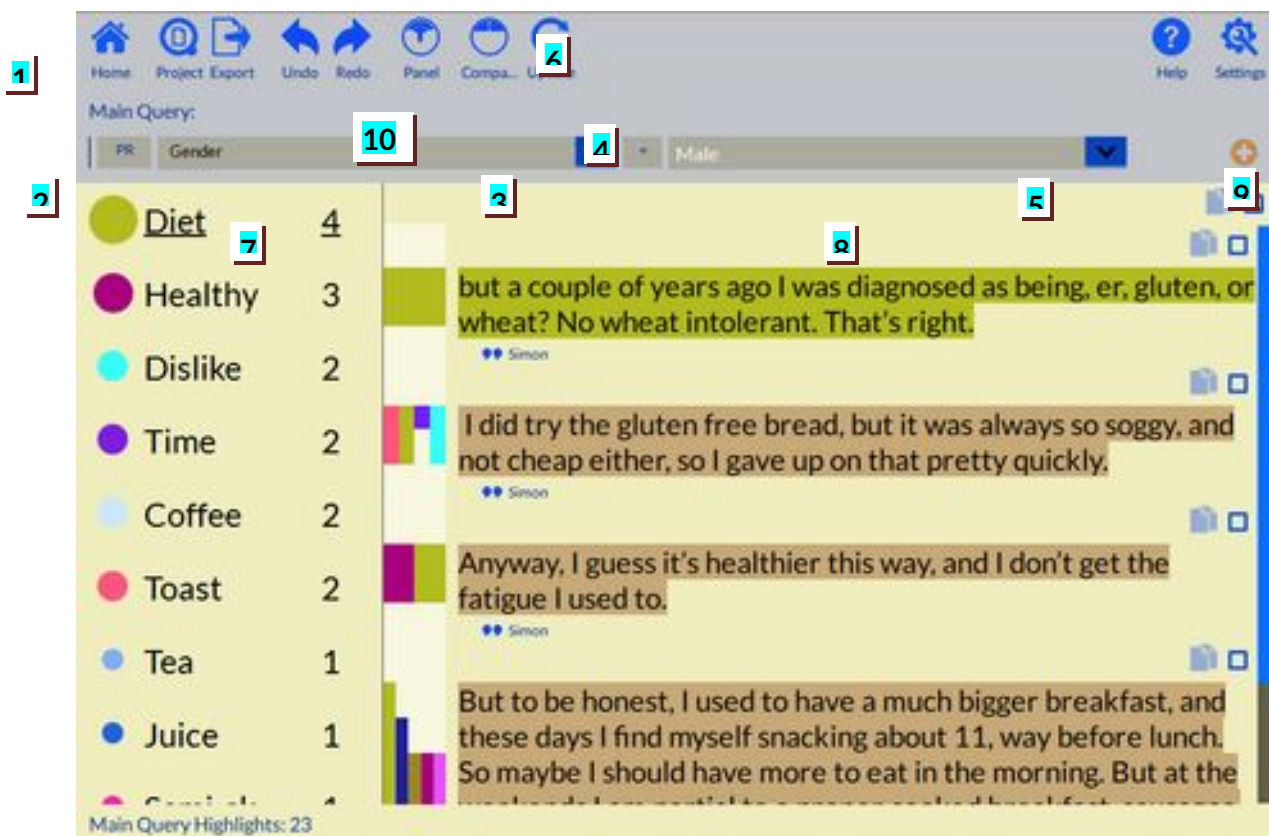 Home Project Export Undo Redo Panel Compa... Help Settings
1
6
Main Query:
PR Gender 10 4 Male
2
3
5
9
Diet 4
7
8
Healthy 3
but a couple of years ago I was diagnosed as being, er, gluten, or
wheat? No wheat intolerant. That's right.
Simon
Dislike 2
Time 2
I did try the gluten free bread, but it was always so soggy, and
not cheap either, so I gave up on that pretty quickly.
Simon
Coffee 2
Toast 2
Anyway, I guess it's healthier this way, and I don't get the
fatigue I used to.
Simon
Tea 1
Juice 1
But to be honest, I used to have a much bigger breakfast, and
these days I find myself snacking about 11, way before lunch.
So maybe I should have more to eat in the morning. But at the
Main Query Highlights: 23